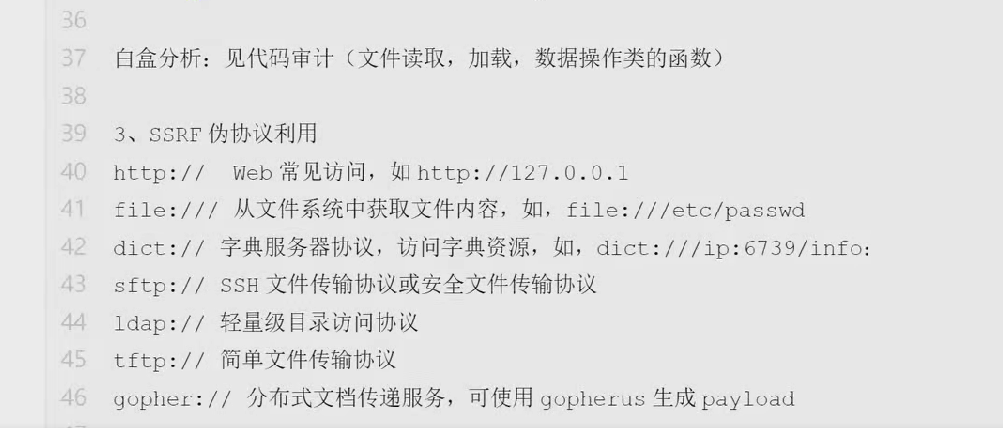 36
37 白盒分析：见代码审计（文件读取，加载，数据操作类的函数）
38
39 3、SSRF 伪协议利用
40 http://  Web 常见访问，如 http://127.0.0.1
41 file:/// 从文件系统中获取文件内容，如，file:///etc/passwd
42 dict:// 字典服务器协议，访问字典资源，如，dict:///ip:6739/info:
43 sftp:// SSH 文件传输协议或安全文件传输协议
44 ldap:// 轻量级目录访问协议
45 tftp:// 简单文件传输协议
46 gopher:// 分布式文档传递服务，可使用 gopherus 生成 payload